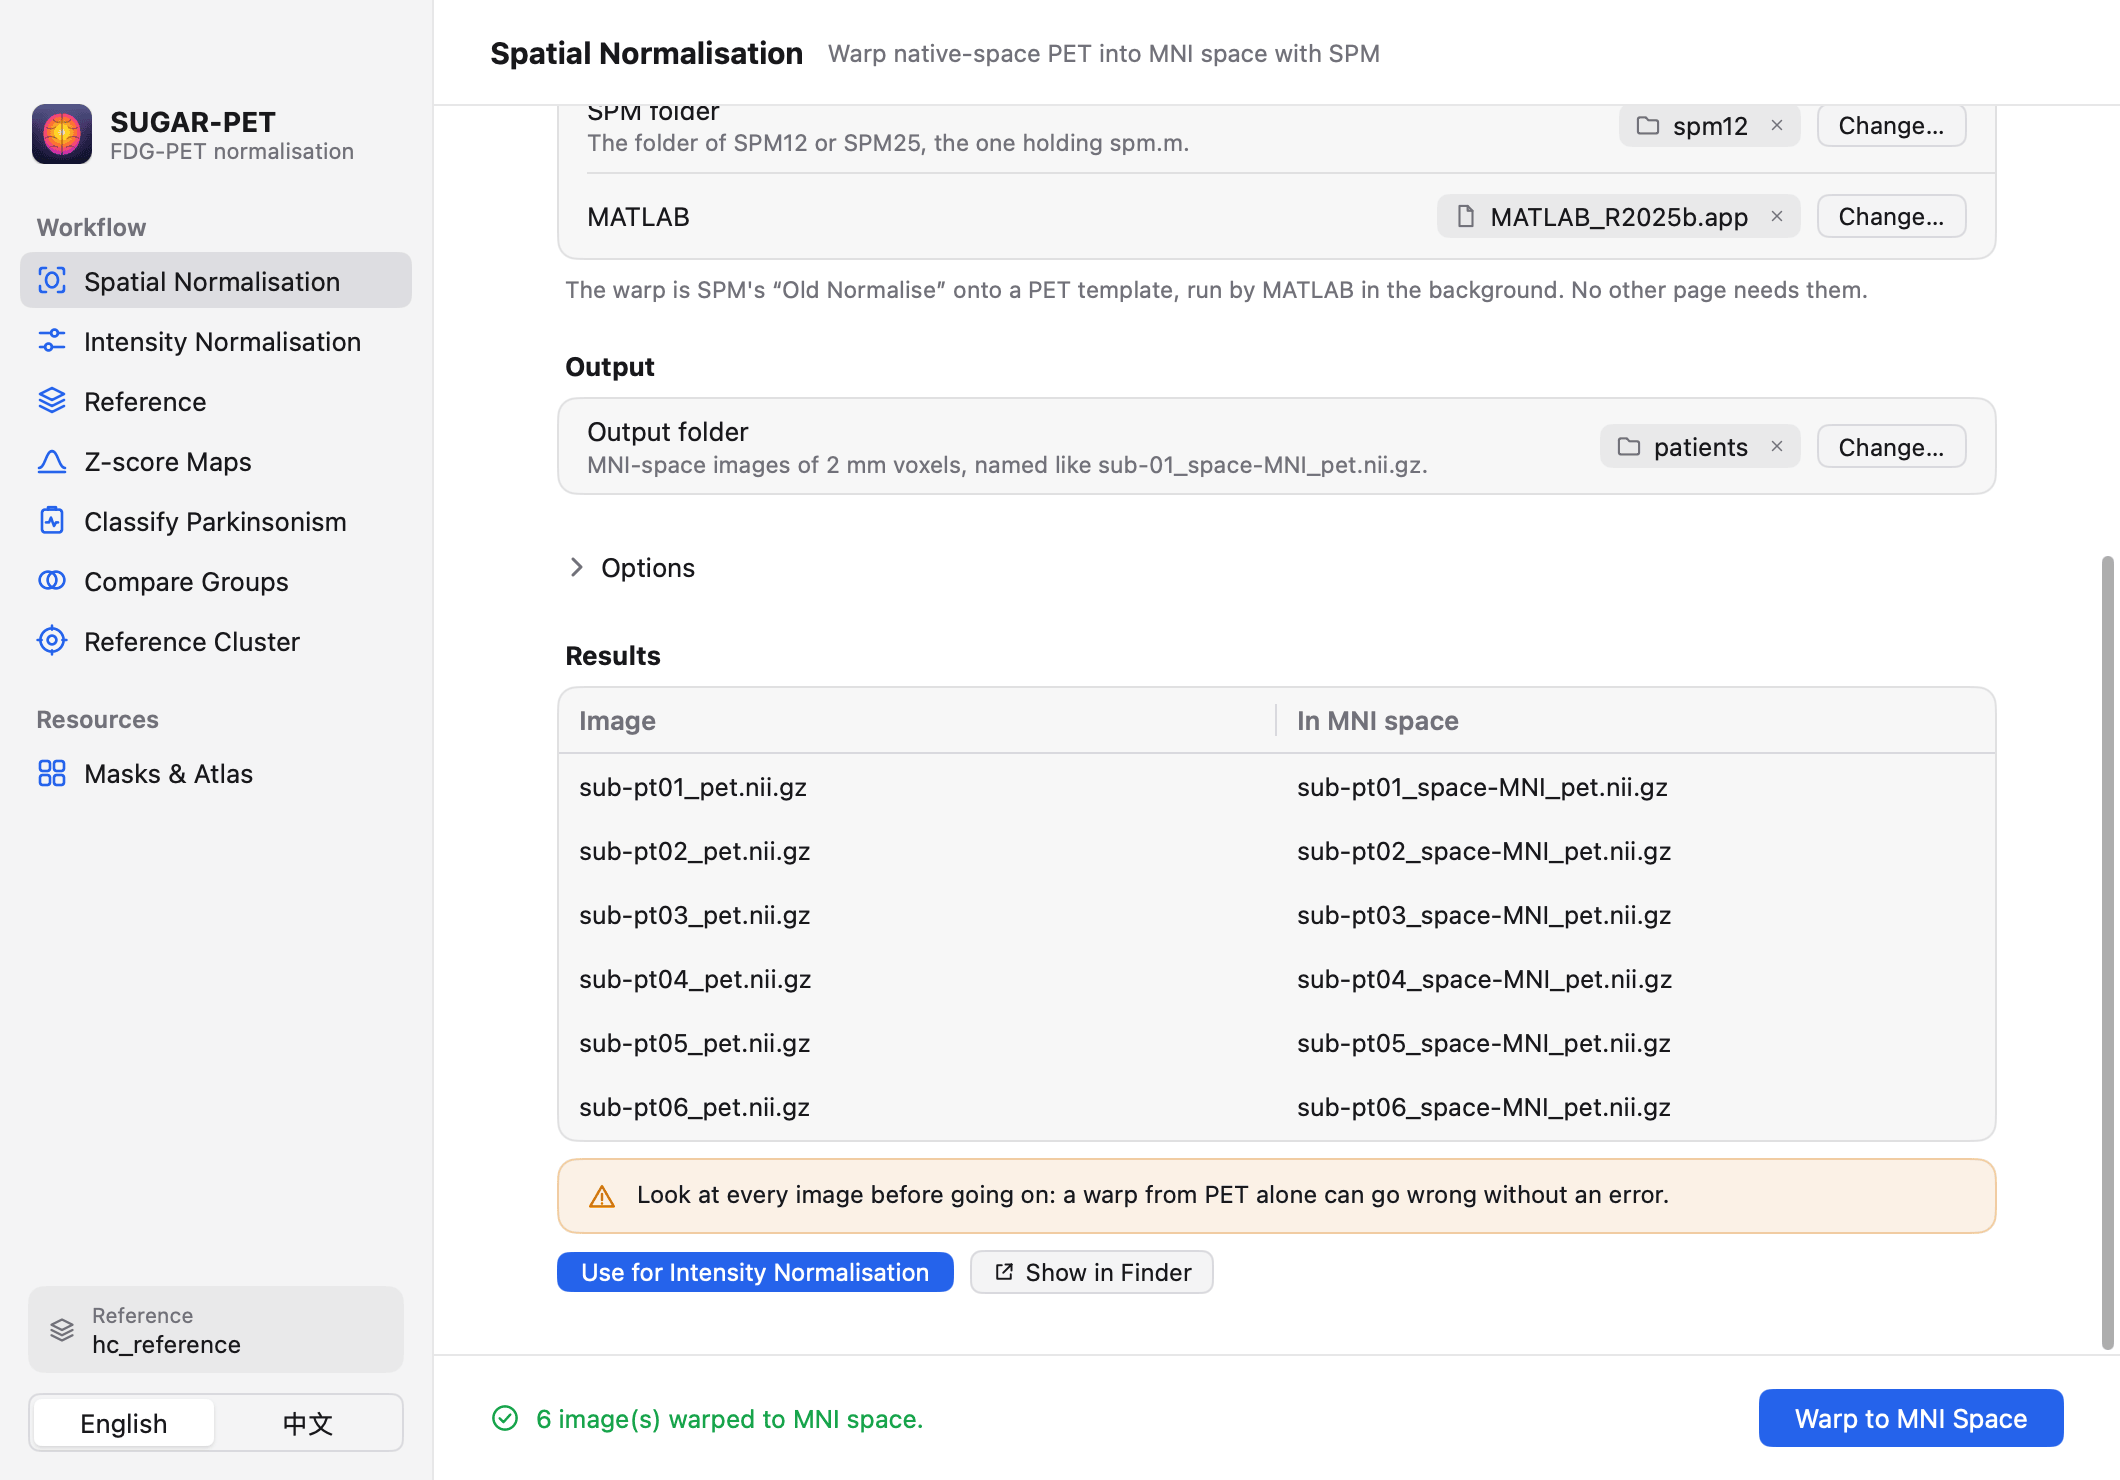 SUGAR-PET
FDG-PET normalisation
Workflow
Spatial Normalisation
Intensity Normalisation
Reference
Z-score Maps
Classify Parkinsonism
Compare Groups
Reference Cluster
Resources
Masks & Atlas
Reference
hc_reference
English
中文
Spatial Normalisation
Warp native-space PET into MNI space with SPM
SPM folder
The folder of SPM12 or SPM25, the one holding spm.m.
spm12 ×
Change...
MATLAB
MATLAB_R2025b.app ×
Change...
The warp is SPM's “Old Normalise” onto a PET template, run by MATLAB in the background. No other page needs them.
Output
Output folder
MNI-space images of 2 mm voxels, named like sub-01_space-MNI_pet.nii.gz.
patients ×
Change...
Options
Results
Image
In MNI space
sub-pt01_pet.nii.gz
sub-pt01_space-MNI_pet.nii.gz
sub-pt02_pet.nii.gz
sub-pt02_space-MNI_pet.nii.gz
sub-pt03_pet.nii.gz
sub-pt03_space-MNI_pet.nii.gz
sub-pt04_pet.nii.gz
sub-pt04_space-MNI_pet.nii.gz
sub-pt05_pet.nii.gz
sub-pt05_space-MNI_pet.nii.gz
sub-pt06_pet.nii.gz
sub-pt06_space-MNI_pet.nii.gz
Look at every image before going on: a warp from PET alone can go wrong without an error.
Use for Intensity Normalisation
Show in Finder
6 image(s) warped to MNI space.
Warp to MNI Space